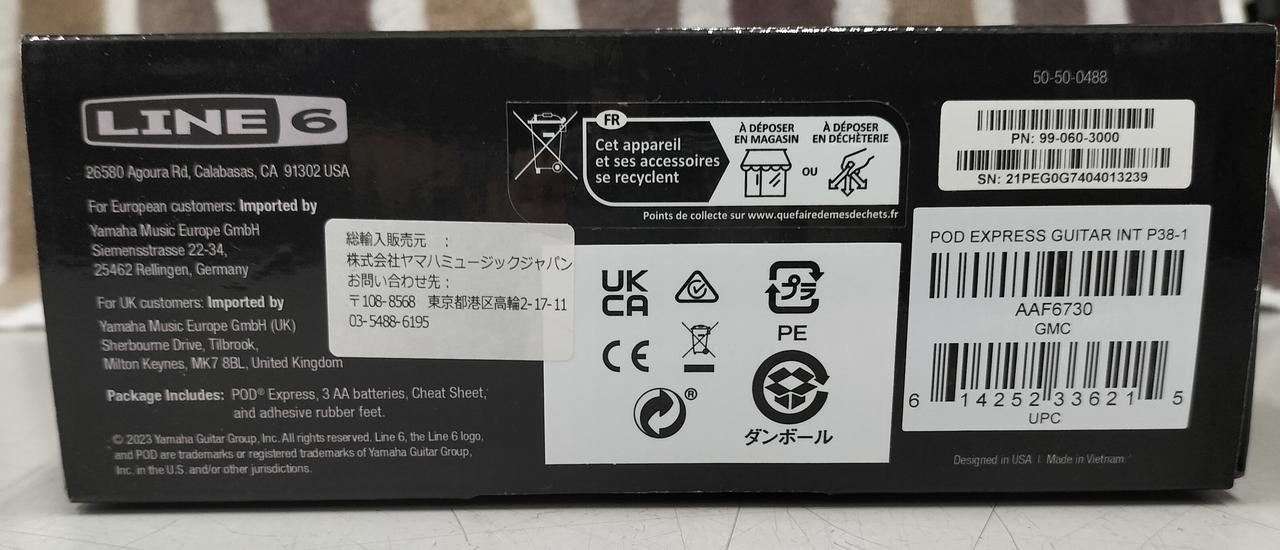 LINE 6
26580 Agoura Rd, Calabasas, CA 91302 USA
For European customers: Imported by
Yamaha Music Europe GmbH
Siemensstrasse 22-34,
25462 Rellingen, Germany
For UK customers: Imported by
Yamaha Music Europe GmbH (UK)
Sherbourne Drive, Tilbrook,
Milton Keynes, MK7 8BL, United Kingdom
Package Includes: POD® Express, 3 AA batteries, Cheat Sheet,
and adhesive rubber feet.
© 2023 Yamaha Guitar Group, Inc. All rights reserved. Line 6, the Line 6 logo,
and POD are trademarks or registered trademarks of Yamaha Guitar Group,
Inc. in the U.S. and/or other jurisdictions.
総輸入販売元 :
株式会社ヤマハミュージックジャパン
お問い合わせ先:
〒108-8568 東京都港区高輪2-17-11
03-5488-6195
FR
Cet appareil
et ses accessoires
se recyclent
À DÉPOSER
EN MAGASIN
OU
À DÉPOSER
EN DÉCHÈTERIE
Points de collecte sur www.quefairedemesdechets.fr
UK
CA
CE
®
プラ
PE
ダンボール
50-50-0488
PN: 99-060-3000
SN: 21PEG0G7404013239
POD EXPRESS GUITAR INT P38-1
AAF6730
GMC
6 14252 33621 5
UPC
Designed in USA | Made in Vietnam